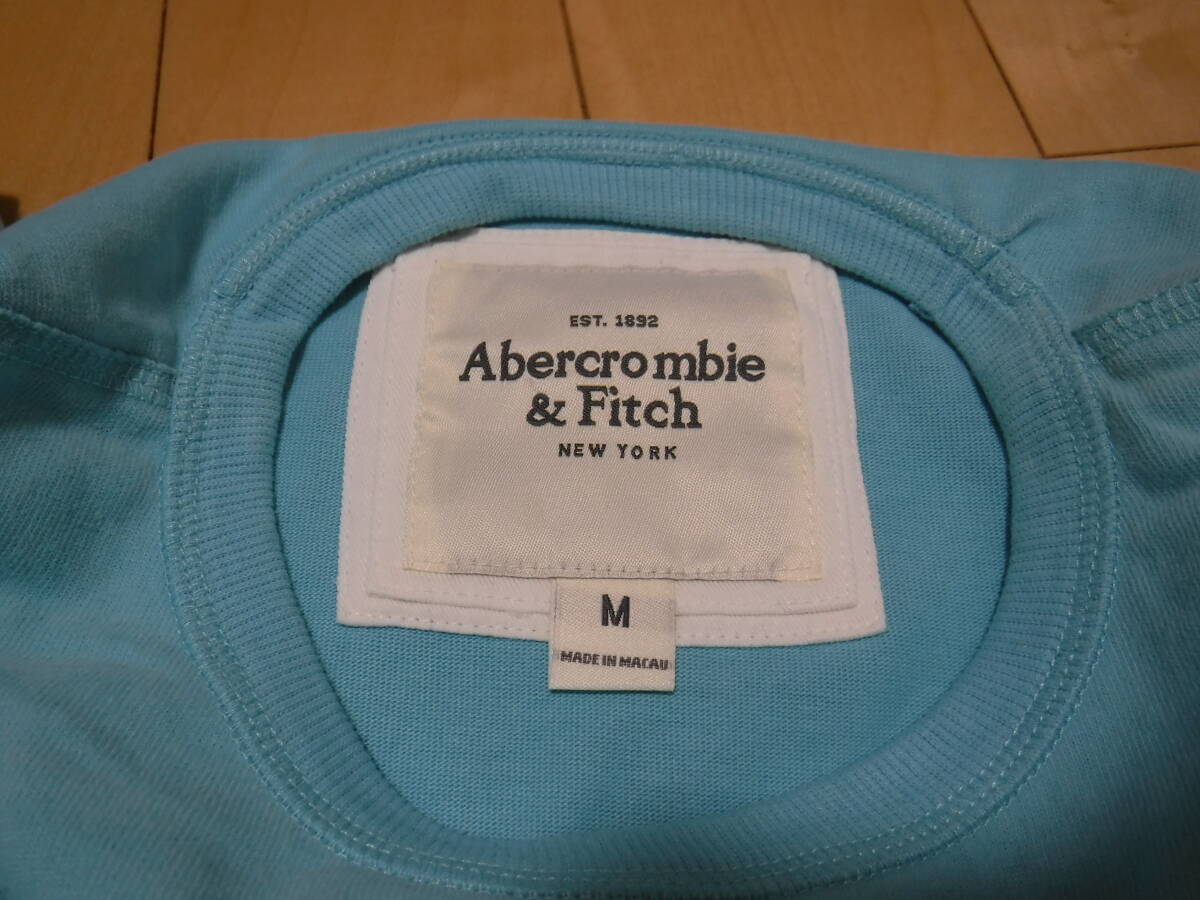 EST. 1892
Abercrombie
& Fitch
NEW YORK
M
MADE IN MACAU